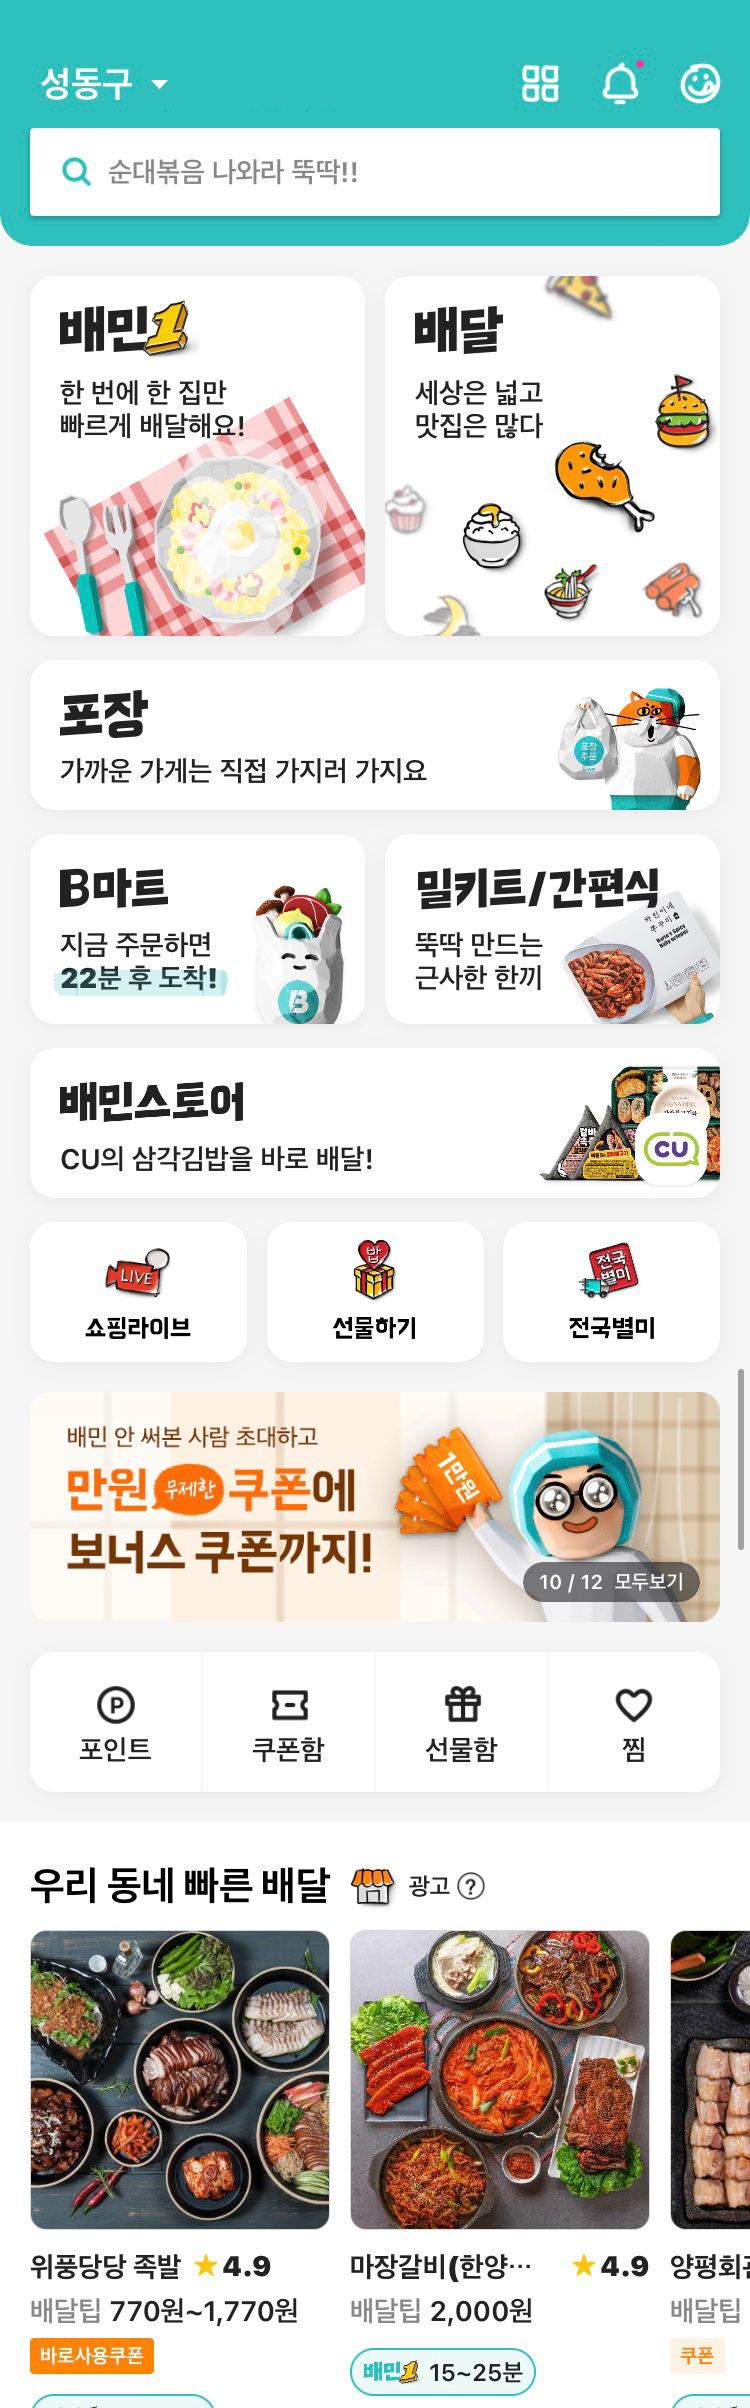 성동구
순대볶음 나와라 뚝딱!!
배민1
한 번에 한 집만
빠르게 배달해요!
배달
세상은 넓고
맛집은 많다
포장
가까운 가게는 직접 가지러 가지요
포장
주문
B마트
지금 주문하면
22분 후 도착!
B
밀키트/간편식
뚝딱 만드는
근사한 한끼
배민스토어
CU의 삼각김밥을 바로 배달!
CU
LIVE
쇼핑라이브
밥
선물하기
전국
별미
전국별미
배민 안 써본 사람 초대하고
만원 무제한 쿠폰에
보너스 쿠폰까지!
1만원
10 / 12 모두보기
P
포인트
쿠폰함
선물함
찜
우리 동네 빠른 배달 광고 ?
위풍당당 족발 4.9
배달팁 770원~1,770원
바로사용쿠폰
마장갈비(한양… 4.9
배달팁 2,000원
배민1 15~25분
양평회관
배달팁
쿠폰